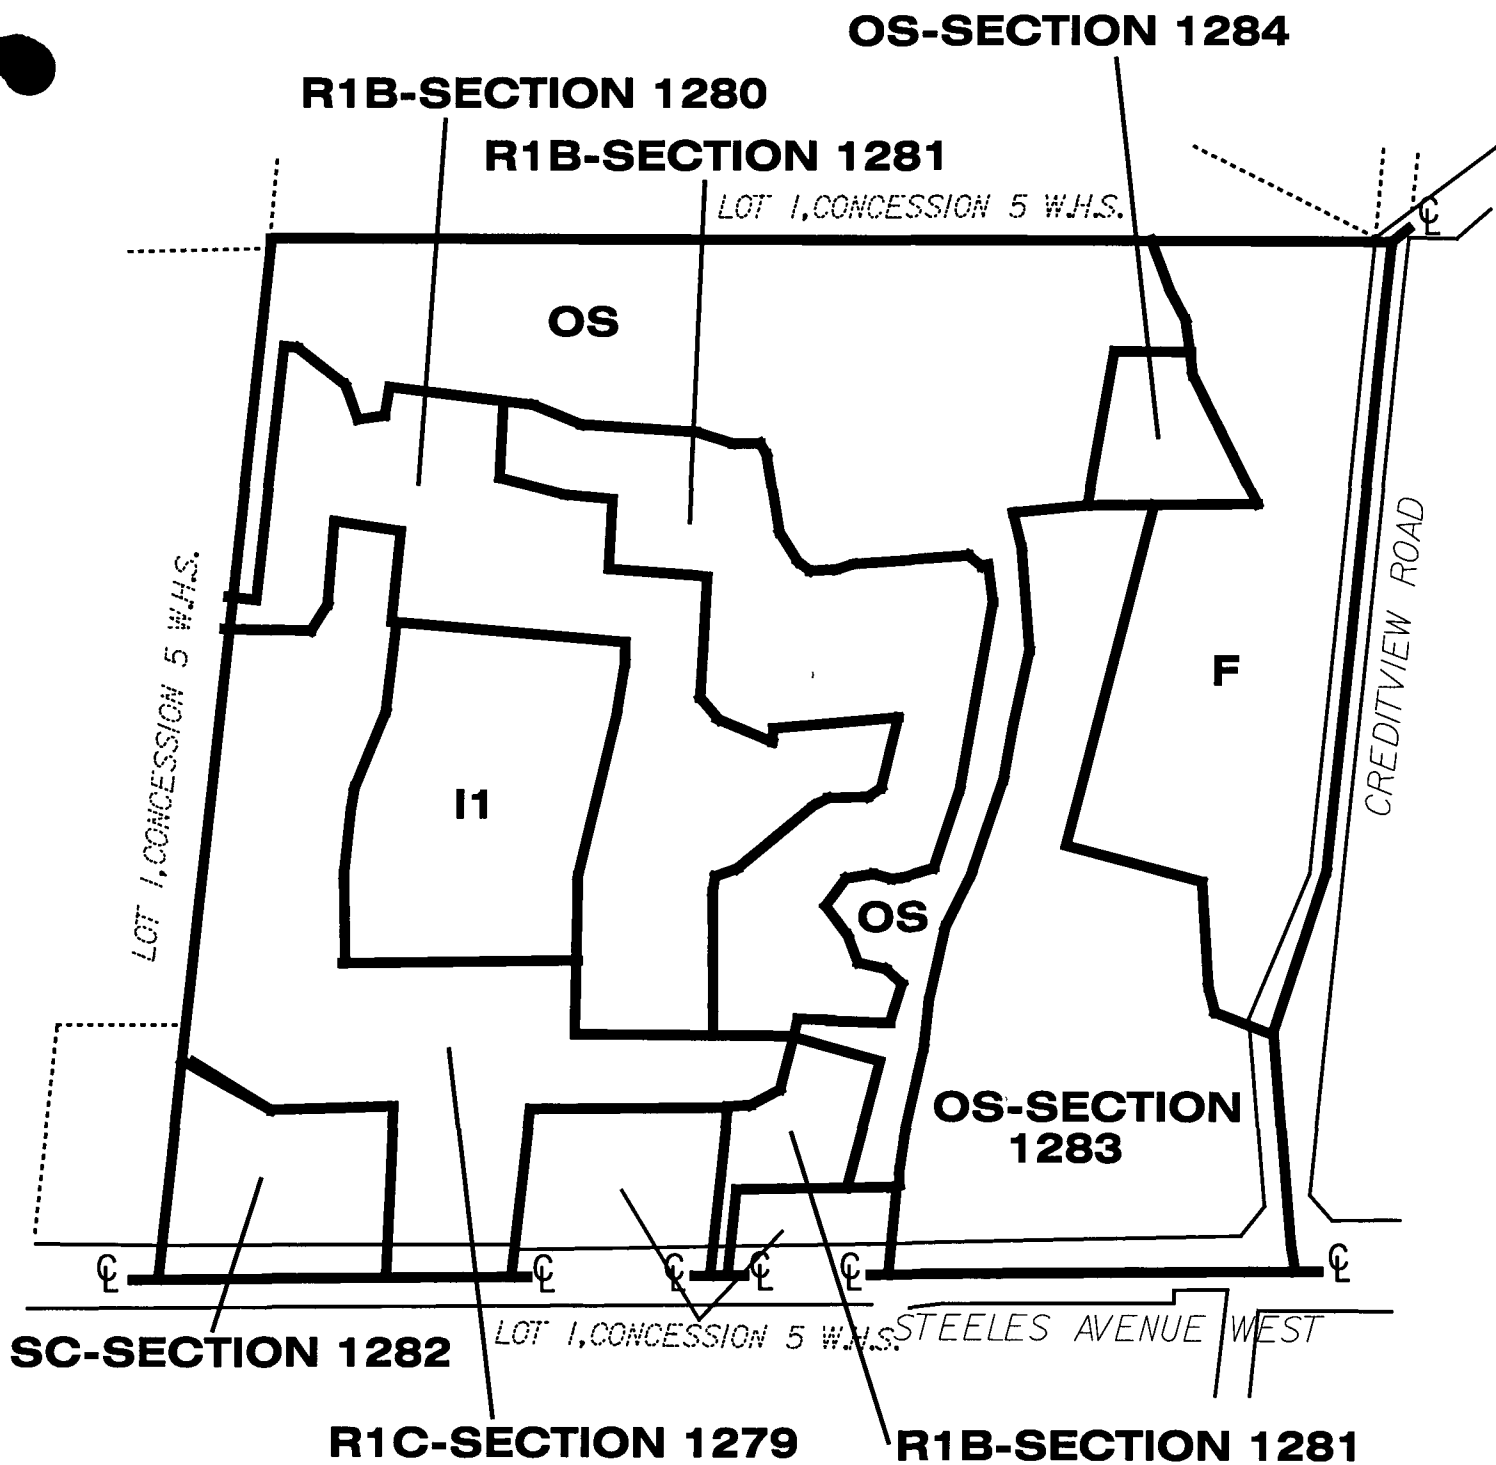 OS-SECTION 1284
R1B-SECTION 1280
R1B-SECTION 1281
LOT 1,CONCESSION 5 W.H.S.
℄
OS
LOT 1,CONCESSION 5 W.H.S.
CREDITVIEW ROAD
F
I1
OS
OS-SECTION
1283
℄
℄
℄
℄
℄
℄
LOT 1,CONCESSION 5 W.H.S.
STEELES AVENUE WEST
SC-SECTION 1282
R1C-SECTION 1279
R1B-SECTION 1281